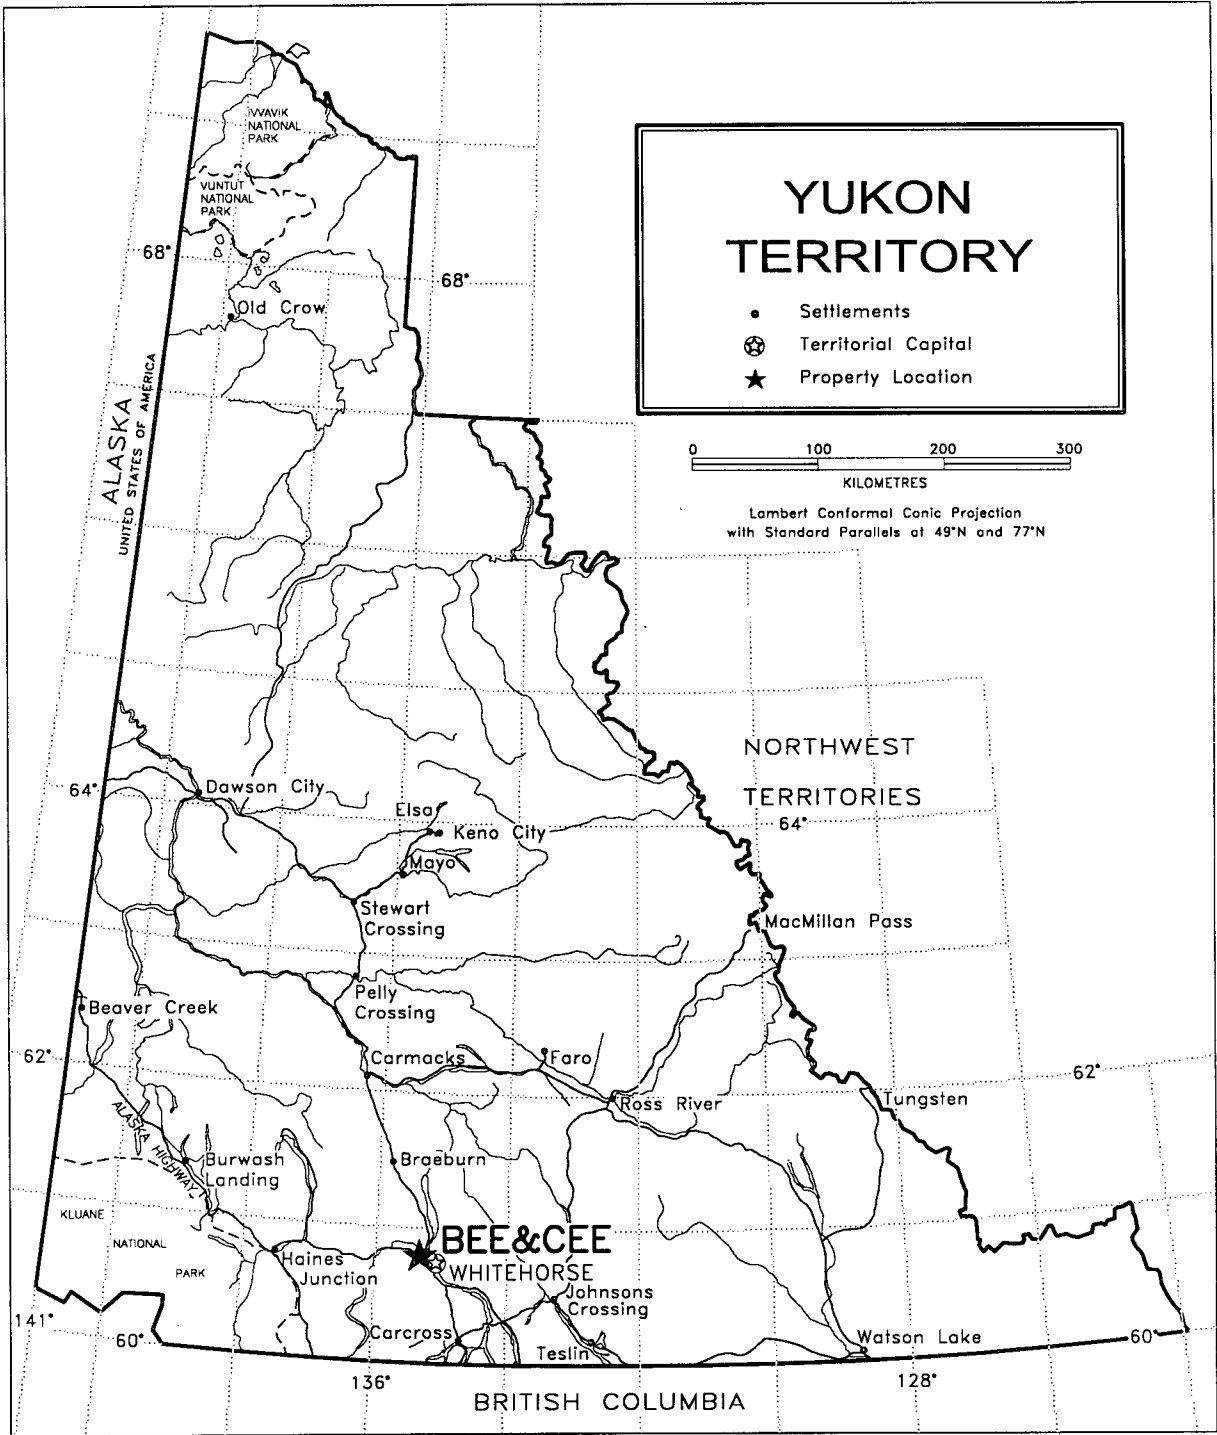 YUKON
TERRITORY
Settlements
Territorial Capital
Property Location
0 100 200 300
KILOMETRES
Lambert Conformal Conic Projection
with Standard Parallels at 49°N and 77°N
IVVAVIK
NATIONAL
PARK
VUNTUT
NATIONAL
PARK
68°
68°
Old Crow
ALASKA
UNITED STATES OF AMERICA
NORTHWEST
TERRITORIES
64°
64°
Dawson City
Elsa
Keno City
Mayo
Stewart
Crossing
MacMillan Pass
Pelly
Crossing
Beaver Creek
62°
62°
Carmacks
Faro
Ross River
Tungsten
ALASKA HIGHWAY
Burwash
Landing
Braeburn
KLUANE
NATIONAL
PARK
BEE&CEE
WHITEHORSE
Haines
Junction
Johnsons
Crossing
Carcross
Teslin
Watson Lake
141°
60°
60°
136°
128°
BRITISH COLUMBIA